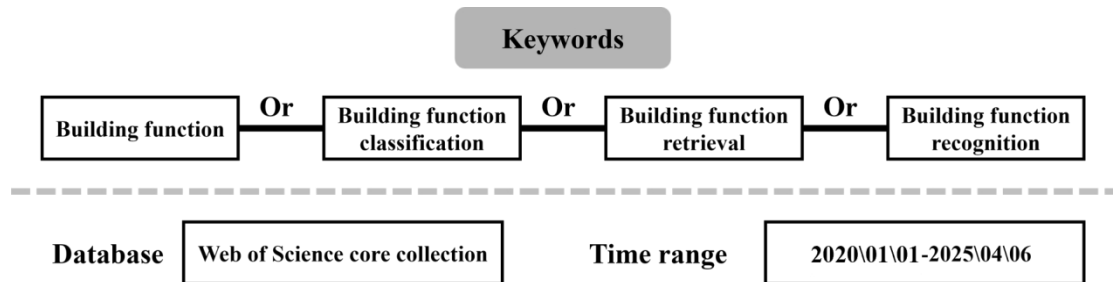 Keywords
Building function
Or
Building function
classification
Or
Building function
retrieval
Or
Building function
recognition
Database
Web of Science core collection
Time range
2020\01\01-2025\04\06